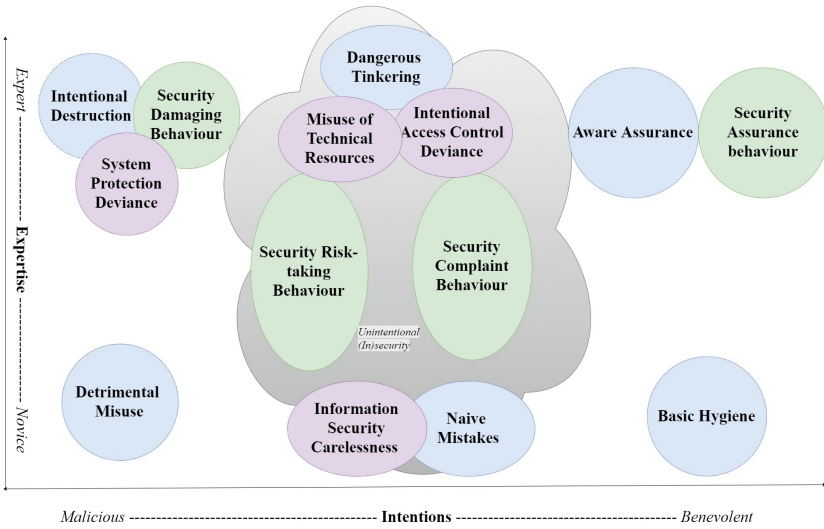 Dangerous
Tinkering
Intentional
Destruction
Security
Damaging
Behaviour
Misuse of
Technical
Resources
Intentional
Access Control
Deviance
Aware Assurance
Security
Assurance
behaviour
System
Protection
Deviance
Security Risk-
taking
Behaviour
Security
Complaint
Behaviour
Unintentional
(In)security
Detrimental
Misuse
Information
Security
Carelessness
Naive
Mistakes
Basic Hygiene
Novice ---------------------- Expertise ---------------------- Expert
Malicious ---------------------------------------------- Intentions ---------------------------------------- Benevolent